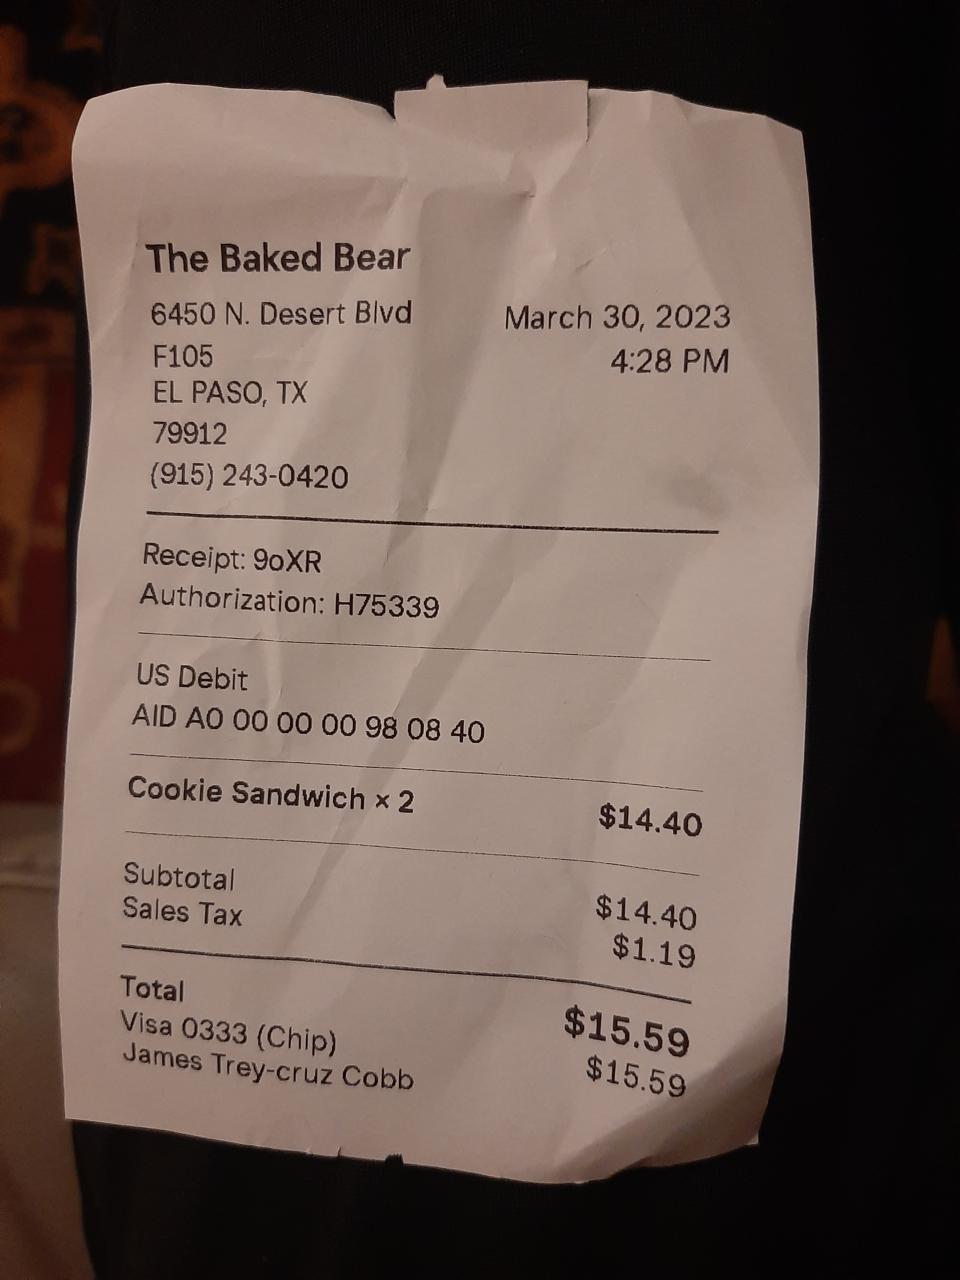 The Baked Bear
6450 N. Desert Blvd
F105
EL PASO, TX
79912
(915) 243-0420
March 30, 2023
4:28 PM
Receipt: 9oXR
Authorization: H75339
US Debit
AID A0 00 00 00 98 08 40
Cookie Sandwich × 2 $14.40
Subtotal $14.40
Sales Tax $1.19
Total $15.59
Visa 0333 (Chip) $15.59
James Trey-cruz Cobb